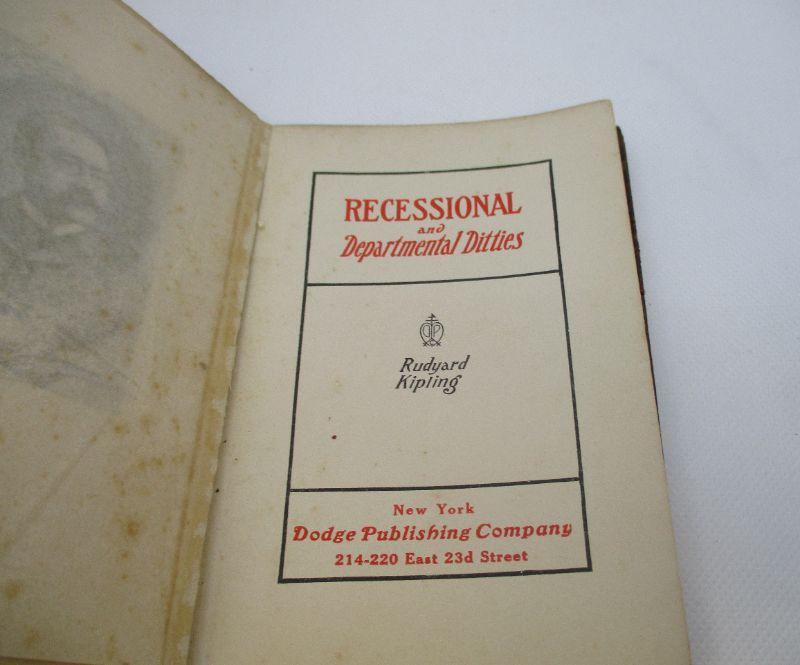 RECESSIONAL
and
Departmental Ditties
Rudyard
Kipling
New York
Dodge Publishing Company
214-220 East 23d Street